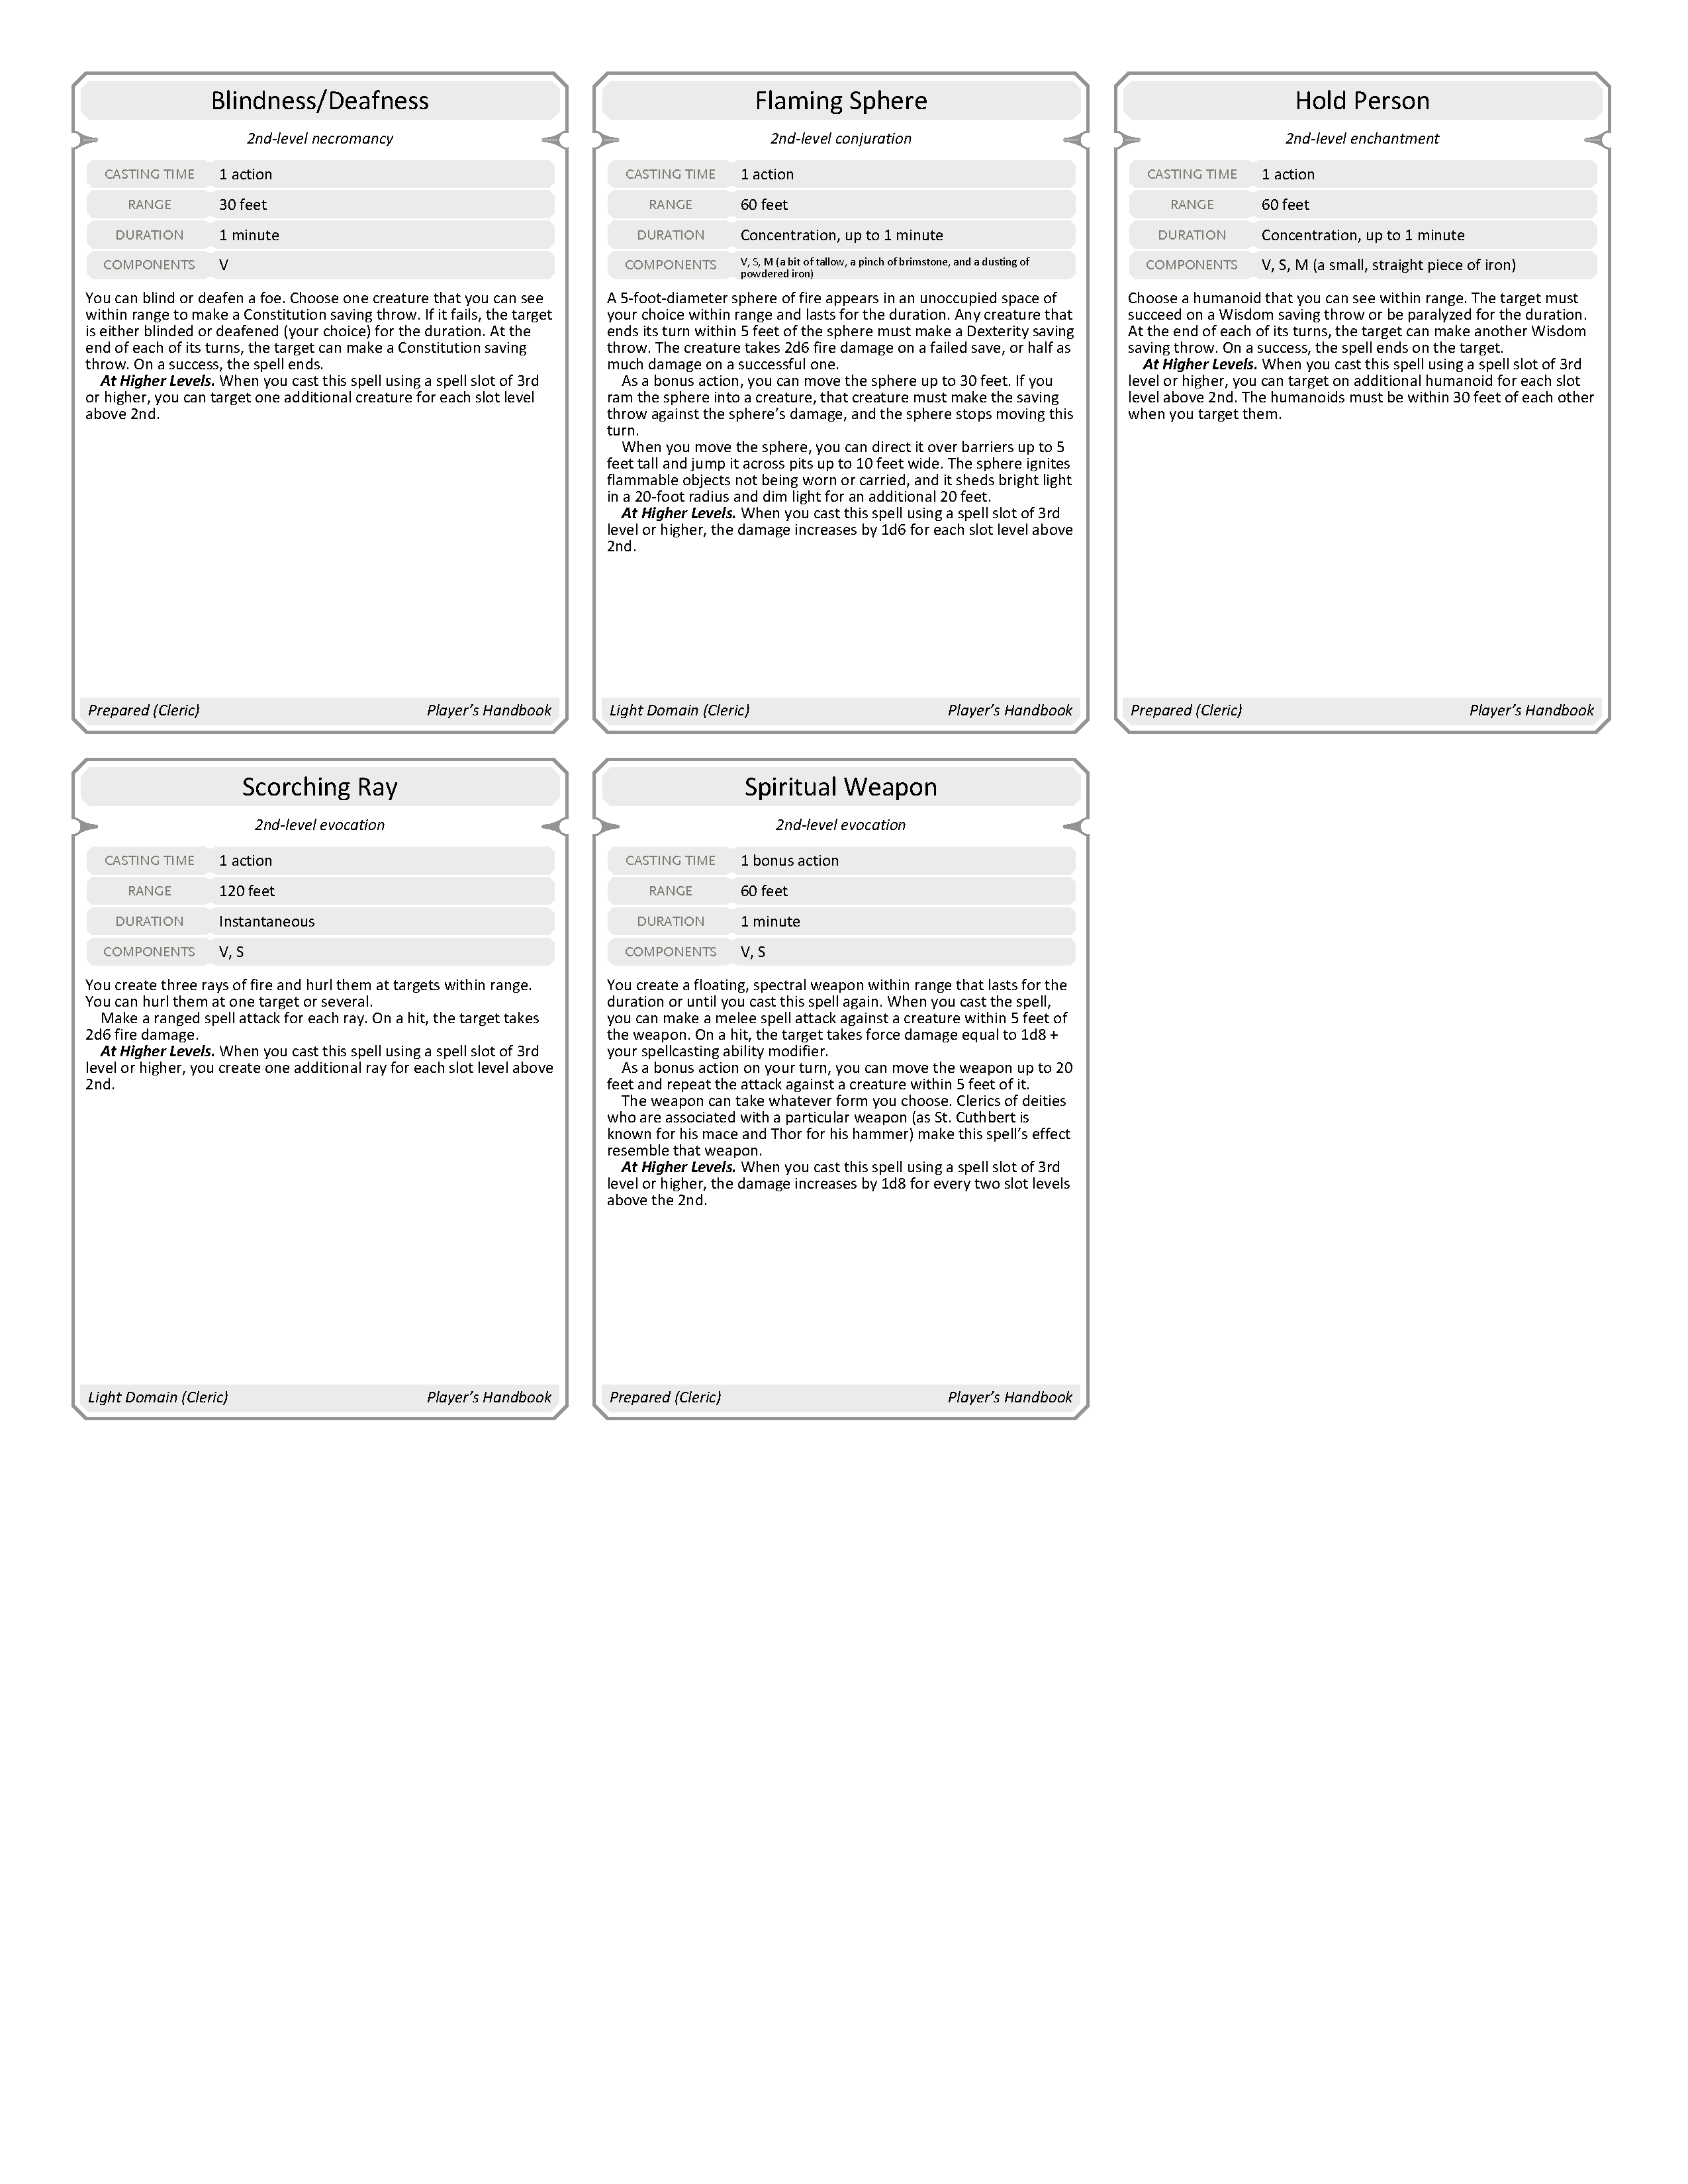 Blindness/Deafness
2nd-level necromancy
CASTING TIME 1 action
RANGE 30 feet
DURATION 1 minute
COMPONENTS V
You can blind or deafen a foe. Choose one creature that you can see
within range to make a Constitution saving throw. If it fails, the target
is either blinded or deafened (your choice) for the duration. At the
end of each of its turns, the target can make a Constitution saving
throw. On a success, the spell ends.
At Higher Levels. When you cast this spell using a spell slot of 3rd
or higher, you can target one additional creature for each slot level
above 2nd.
Prepared (Cleric) Player's Handbook
Flaming Sphere
2nd-level conjuration
CASTING TIME 1 action
RANGE 60 feet
DURATION Concentration, up to 1 minute
COMPONENTS V, S, M (a bit of tallow, a pinch of brimstone, and a dusting of
powdered iron)
A 5-foot-diameter sphere of fire appears in an unoccupied space of
your choice within range and lasts for the duration. Any creature that
ends its turn within 5 feet of the sphere must make a Dexterity saving
throw. The creature takes 2d6 fire damage on a failed save, or half as
much damage on a successful one.
As a bonus action, you can move the sphere up to 30 feet. If you
ram the sphere into a creature, that creature must make the saving
throw against the sphere's damage, and the sphere stops moving this
turn.
When you move the sphere, you can direct it over barriers up to 5
feet tall and jump it across pits up to 10 feet wide. The sphere ignites
flammable objects not being worn or carried, and it sheds bright light
in a 20-foot radius and dim light for an additional 20 feet.
At Higher Levels. When you cast this spell using a spell slot of 3rd
level or higher, the damage increases by 1d6 for each slot level above
2nd.
Light Domain (Cleric) Player's Handbook
Hold Person
2nd-level enchantment
CASTING TIME 1 action
RANGE 60 feet
DURATION Concentration, up to 1 minute
COMPONENTS V, S, M (a small, straight piece of iron)
Choose a humanoid that you can see within range. The target must
succeed on a Wisdom saving throw or be paralyzed for the duration.
At the end of each of its turns, the target can make another Wisdom
saving throw. On a success, the spell ends on the target.
At Higher Levels. When you cast this spell using a spell slot of 3rd
level or higher, you can target on additional humanoid for each slot
level above 2nd. The humanoids must be within 30 feet of each other
when you target them.
Prepared (Cleric) Player's Handbook
Scorching Ray
2nd-level evocation
CASTING TIME 1 action
RANGE 120 feet
DURATION Instantaneous
COMPONENTS V, S
You create three rays of fire and hurl them at targets within range.
You can hurl them at one target or several.
Make a ranged spell attack for each ray. On a hit, the target takes
2d6 fire damage.
At Higher Levels. When you cast this spell using a spell slot of 3rd
level or higher, you create one additional ray for each slot level above
2nd.
Light Domain (Cleric) Player's Handbook
Spiritual Weapon
2nd-level evocation
CASTING TIME 1 bonus action
RANGE 60 feet
DURATION 1 minute
COMPONENTS V, S
You create a floating, spectral weapon within range that lasts for the
duration or until you cast this spell again. When you cast the spell,
you can make a melee spell attack against a creature within 5 feet of
the weapon. On a hit, the target takes force damage equal to 1d8 +
your spellcasting ability modifier.
As a bonus action on your turn, you can move the weapon up to 20
feet and repeat the attack against a creature within 5 feet of it.
The weapon can take whatever form you choose. Clerics of deities
who are associated with a particular weapon (as St. Cuthbert is
known for his mace and Thor for his hammer) make this spell's effect
resemble that weapon.
At Higher Levels. When you cast this spell using a spell slot of 3rd
level or higher, the damage increases by 1d8 for every two slot levels
above the 2nd.
Prepared (Cleric) Player's Handbook